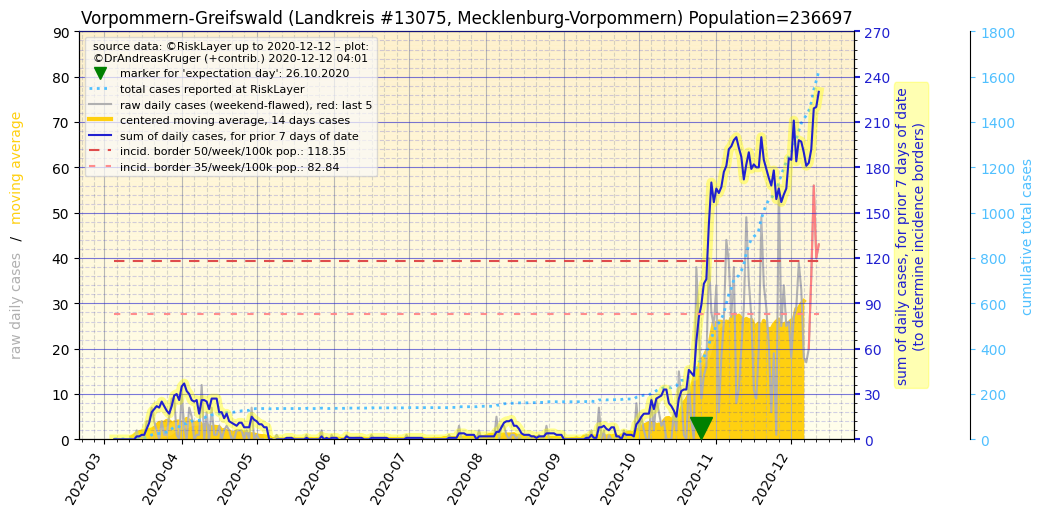 Vorpommern-Greifswald (Landkreis #13075, Mecklenburg-Vorpommern) Population=236697
source data: ©RiskLayer up to 2020-12-12 – plot:
©DrAndreasKruger (+contrib.) 2020-12-12 04:01
marker for 'expectation day': 26.10.2020
total cases reported at RiskLayer
raw daily cases (weekend-flawed), red: last 5
centered moving average, 14 days cases
sum of daily cases, for prior 7 days of date
incid. border 50/week/100k pop.: 118.35
incid. border 35/week/100k pop.: 82.84
raw daily cases / moving average
90
80
70
60
50
40
30
20
10
0
270
240
210
180
150
120
90
60
30
0
sum of daily cases, for prior 7 days of date
(to determine incidence borders)
1800
1600
1400
1200
1000
800
600
400
200
0
cumulative total cases
2020-03
2020-04
2020-05
2020-06
2020-07
2020-08
2020-09
2020-10
2020-11
2020-12